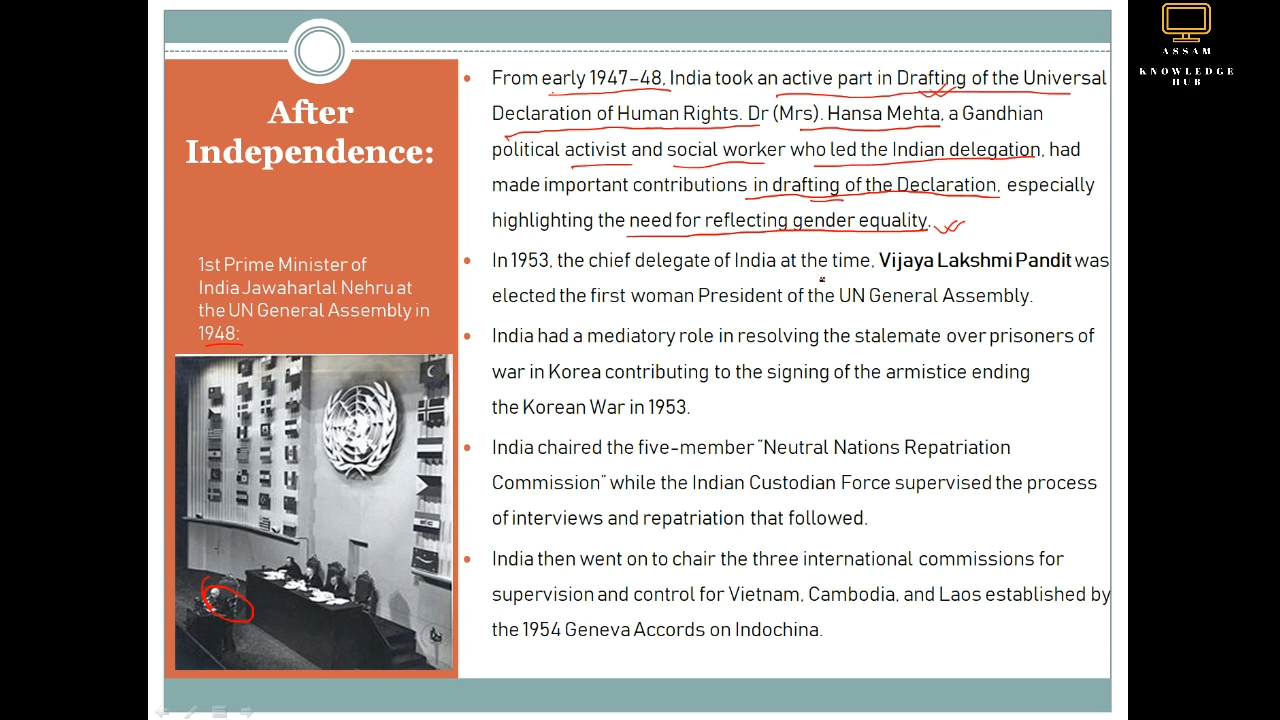 After
Independence:
1st Prime Minister of
India Jawaharlal Nehru at
the UN General Assembly in
1948:
From early 1947–48, India took an active part in Drafting of the Universal
Declaration of Human Rights. Dr (Mrs). Hansa Mehta, a Gandhian
political activist and social worker who led the Indian delegation, had
made important contributions in drafting of the Declaration, especially
highlighting the need for reflecting gender equality.
In 1953, the chief delegate of India at the time, Vijaya Lakshmi Pandit was
elected the first woman President of the UN General Assembly.
India had a mediatory role in resolving the stalemate over prisoners of
war in Korea contributing to the signing of the armistice ending
the Korean War in 1953.
India chaired the five-member "Neutral Nations Repatriation
Commission" while the Indian Custodian Force supervised the process
of interviews and repatriation that followed.
India then went on to chair the three international commissions for
supervision and control for Vietnam, Cambodia, and Laos established by
the 1954 Geneva Accords on Indochina.
ASSAM
KNOWLEDGE
HUB